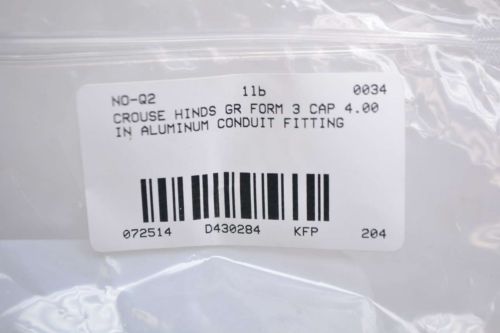 NO-Q2 11b 0034
CROUSE HINDS GR FORM 3 CAP 4.00
IN ALUMINUM CONDUIT FITTING
072514 D430284 KFP 204